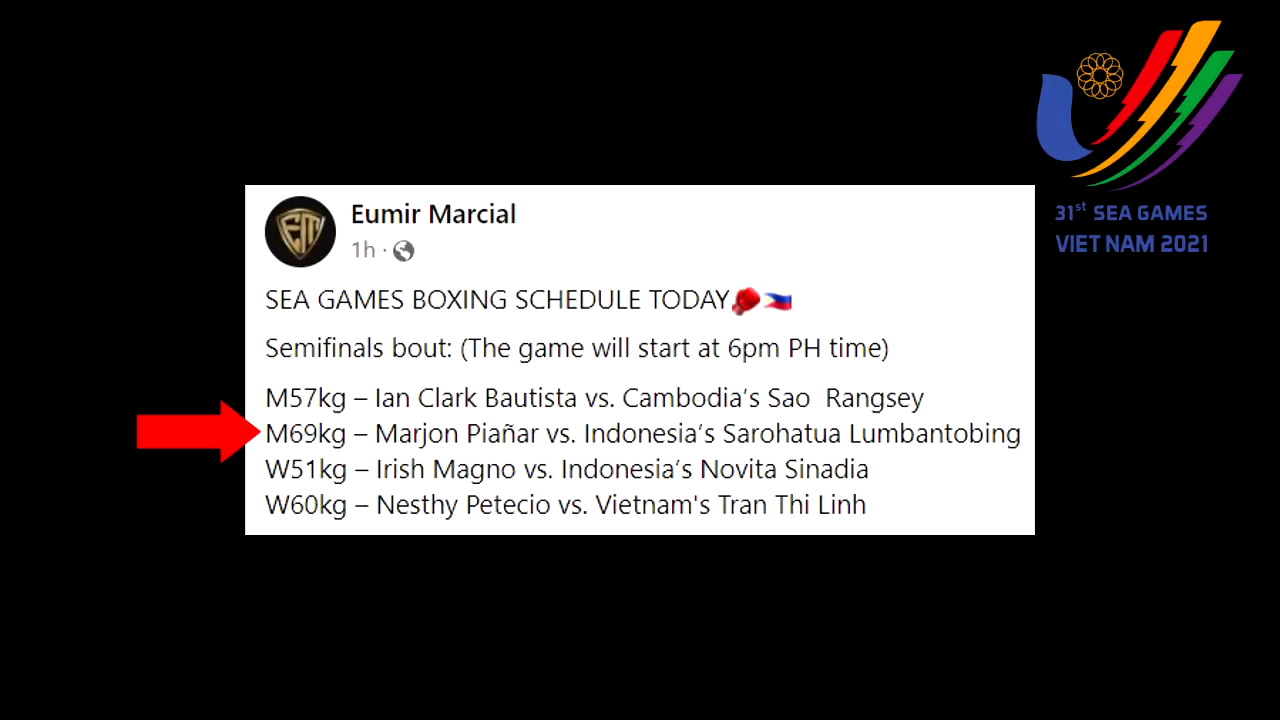 Eumir Marcial
1h ·
SEA GAMES BOXING SCHEDULE TODAY🥊🇵🇭
Semifinals bout: (The game will start at 6pm PH time)
M57kg – Ian Clark Bautista vs. Cambodia’s Sao  Rangsey
M69kg – Marjon Piañar vs. Indonesia’s Sarohatua Lumbantobing
W51kg – Irish Magno vs. Indonesia’s Novita Sinadia
W60kg – Nesthy Petecio vs. Vietnam's Tran Thi Linh
31st SEA GAMES
VIET NAM 2021
EM